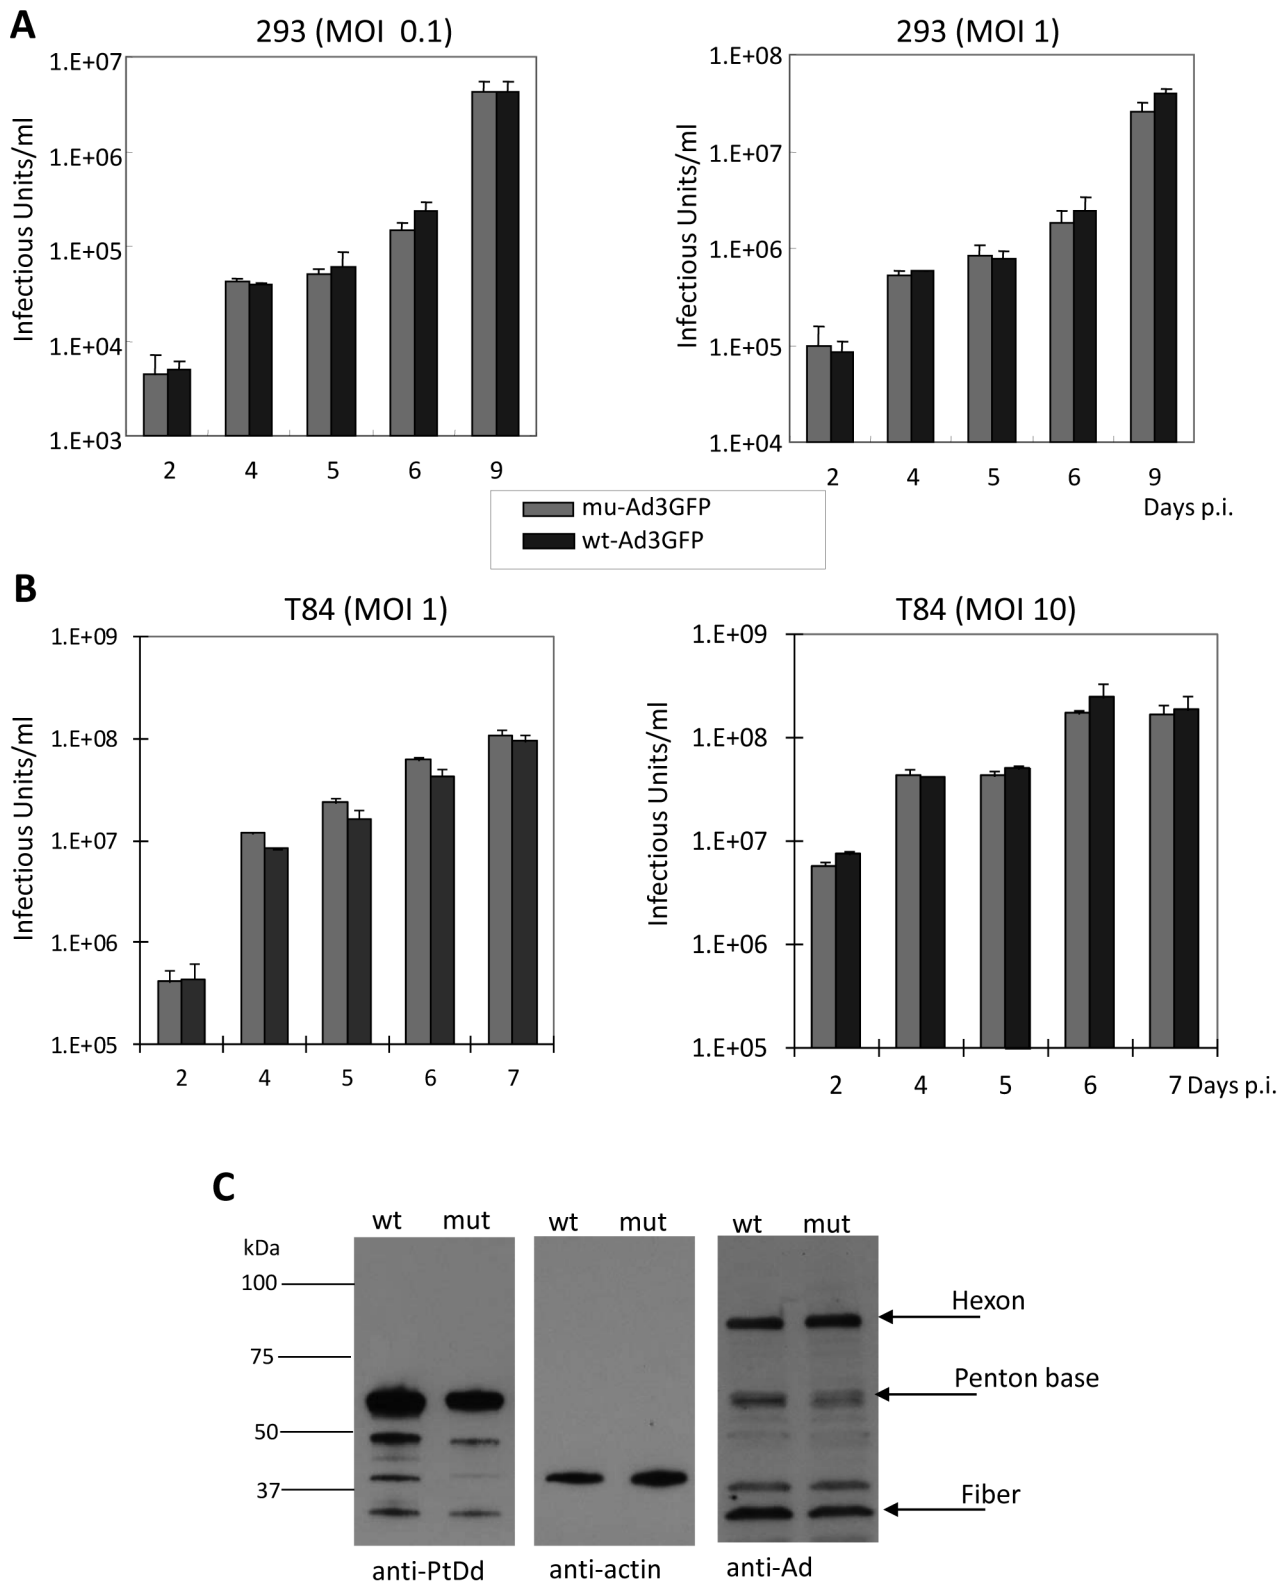 A
293 (MOI 0.1)
293 (MOI 1)
Infectious Units/ml
1.E+07
1.E+06
1.E+05
1.E+04
1.E+03
2 4 5 6 9
Infectious Units/ml
1.E+08
1.E+07
1.E+06
1.E+05
1.E+04
2 4 5 6 9
Days p.i.
mu-Ad3GFP
wt-Ad3GFP
B
T84 (MOI 1)
T84 (MOI 10)
Infectious Units/ml
1.E+09
1.E+08
1.E+07
1.E+06
1.E+05
2 4 5 6 7
Infectious Units/ml
1.E+09
1.E+08
1.E+07
1.E+06
1.E+05
2 4 5 6 7 Days p.i.
C
wt mut wt mut wt mut
kDa
100
75
50
37
Hexon
Penton base
Fiber
anti-PtDd anti-actin anti-Ad